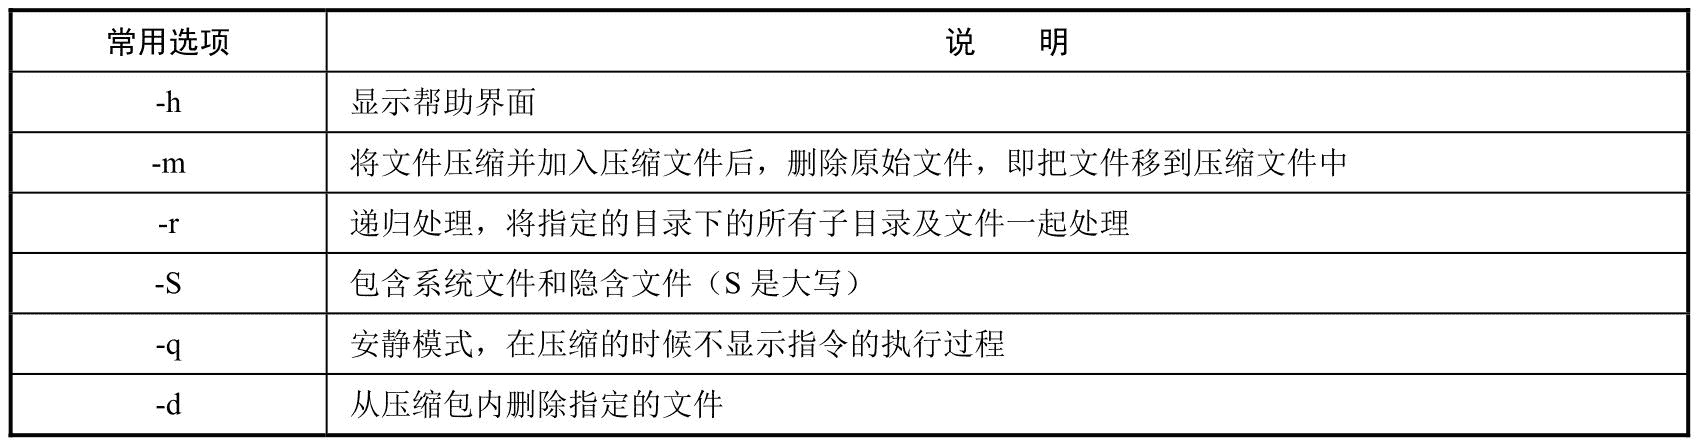 常用选项 说 明
-h 显示帮助界面
-m 将文件压缩并加入压缩文件后，删除原始文件，即把文件移到压缩文件中
-r 递归处理，将指定的目录下的所有子目录及文件一起处理
-S 包含系统文件和隐含文件（S 是大写）
-q 安静模式，在压缩的时候不显示指令的执行过程
-d 从压缩包内删除指定的文件